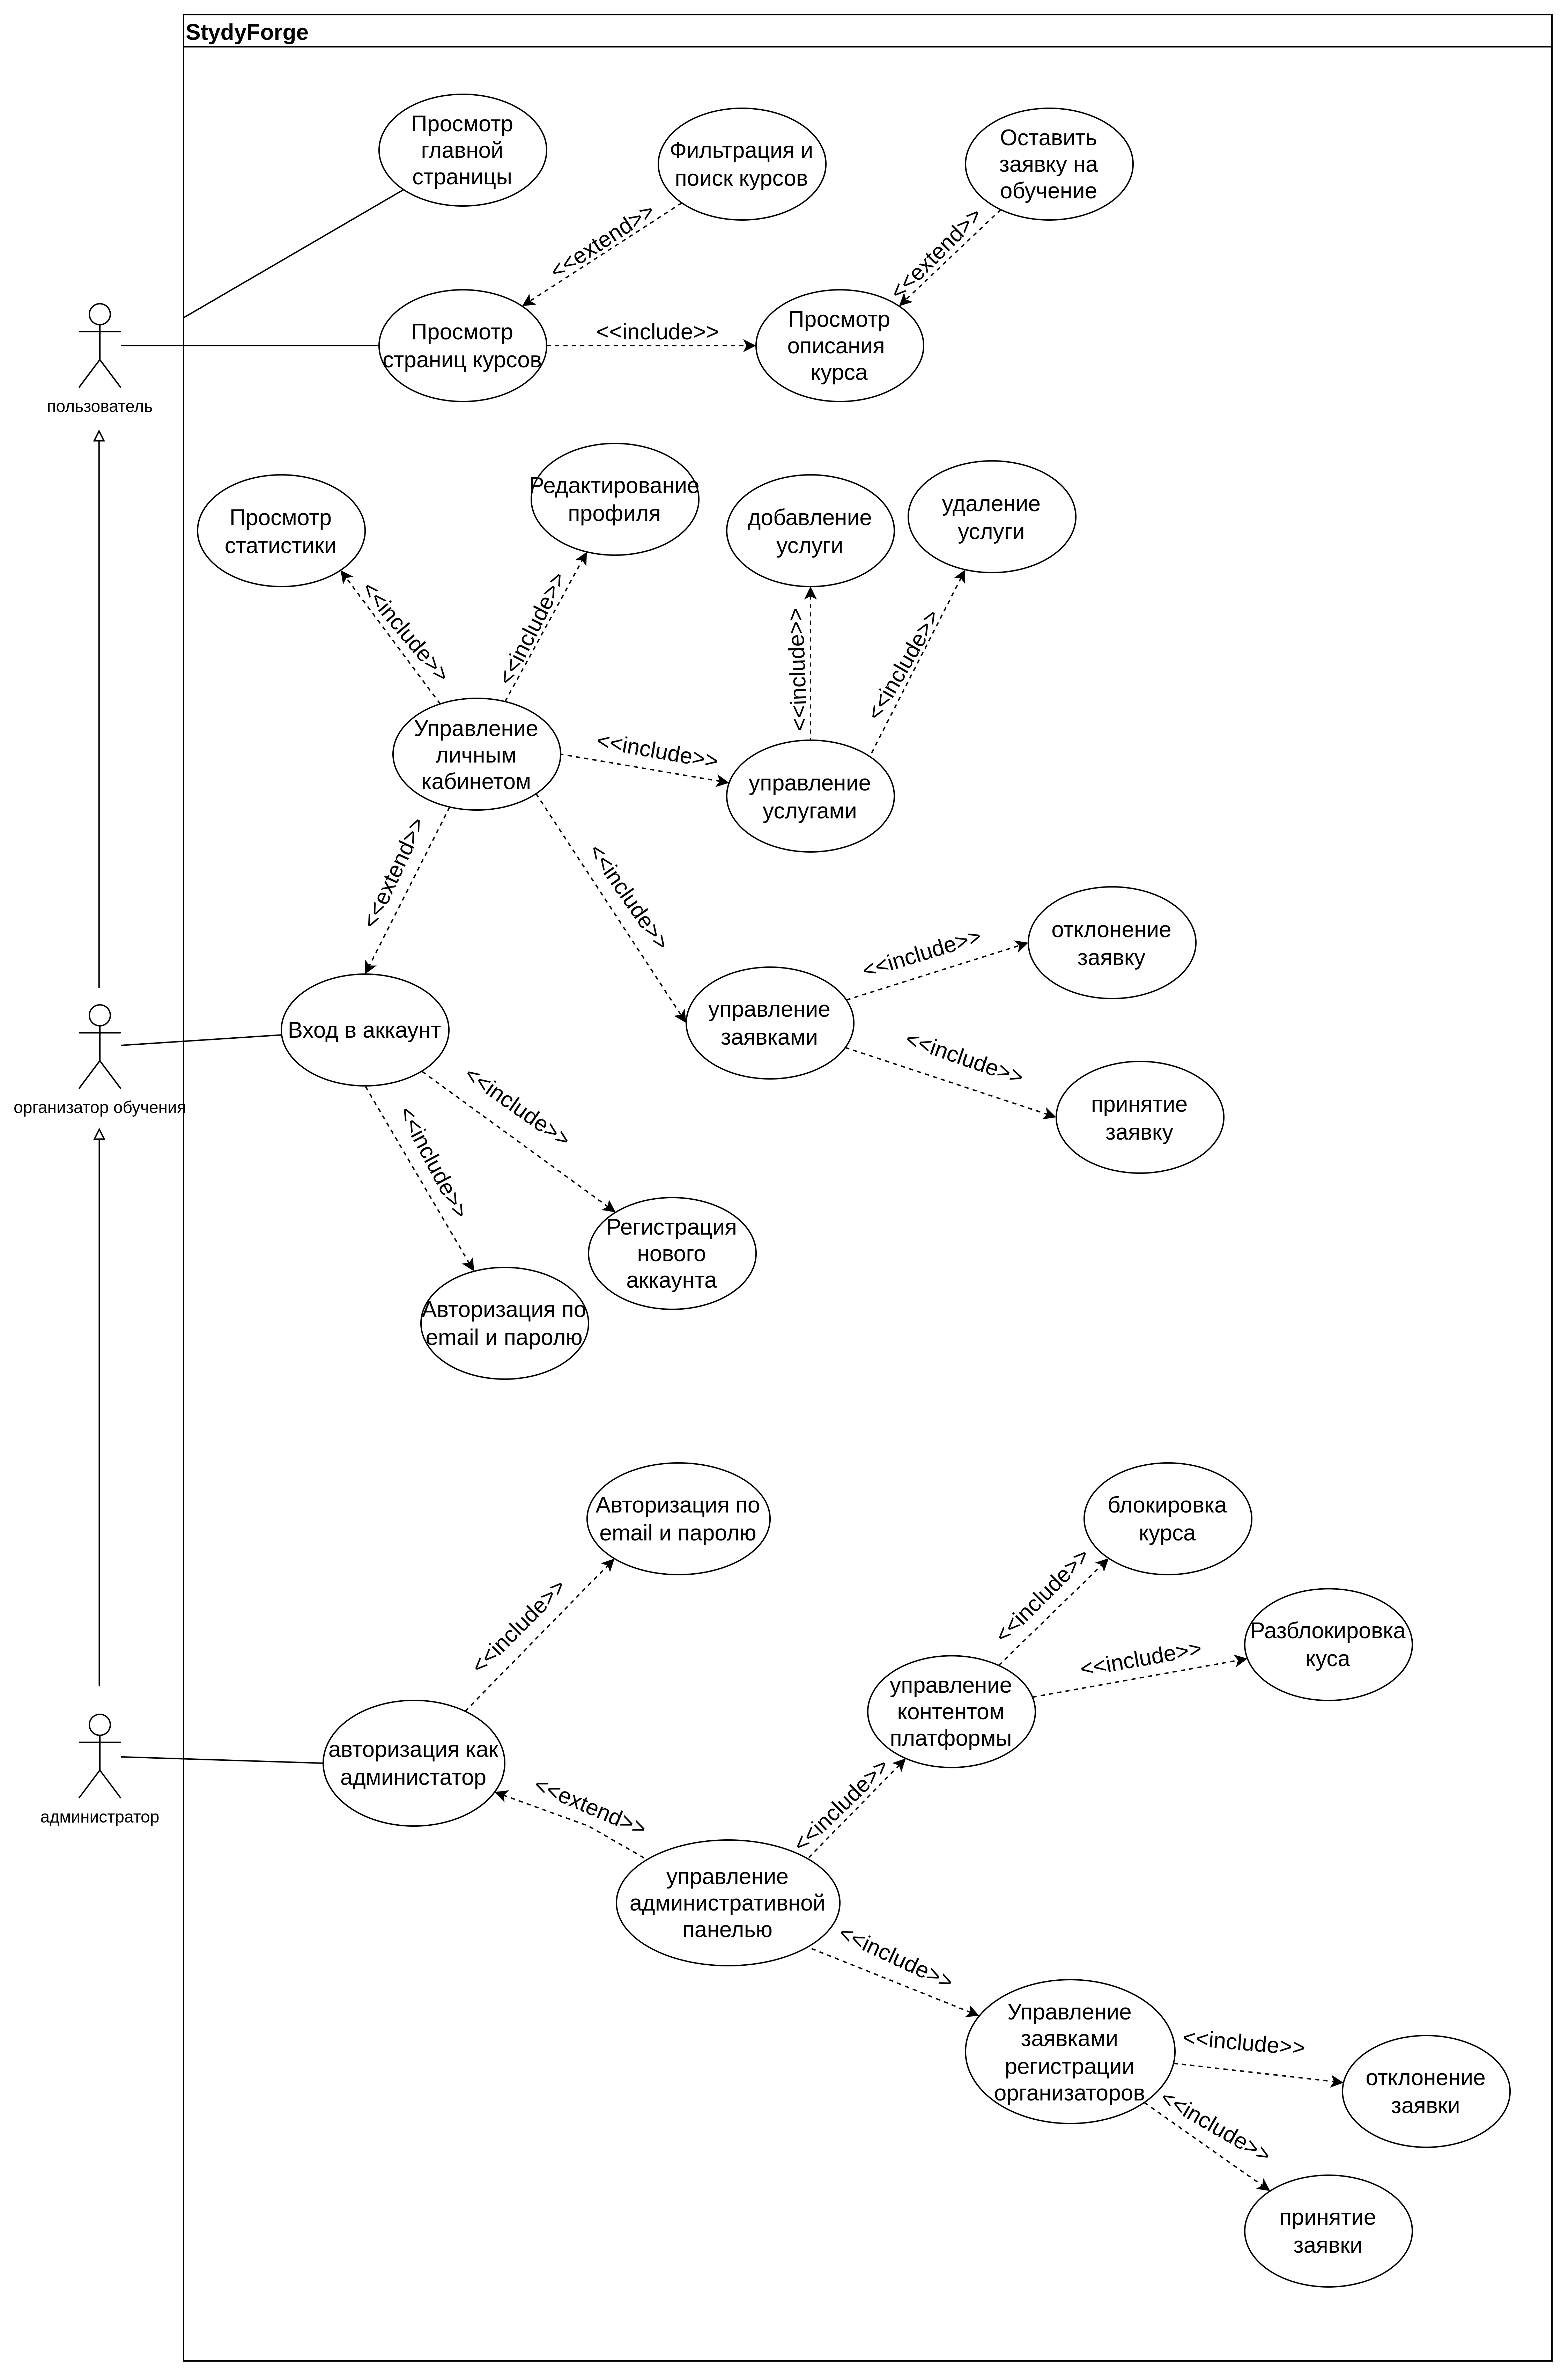 StydyForge
Просмотр
главной
страницы
Фильтрация и
поиск курсов
Оставить
заявку на
обучение
<<extend>>
<<extend>>
Просмотр
страниц курсов
<<include>>
Просмотр
описания
курса
пользователь
Просмотр
статистики
Редактирование
профиля
добавление
услуги
удаление
услуги
<<include>>
<<include>>
<<include>>
<<include>>
Управление
личным
кабинетом
<<include>>
управление
услугами
<<extend>>
<<include>>
отклонение
заявку
<<include>>
управление
заявками
<<include>>
принятие
заявку
Вход в аккаунт
организатор обучения
<<include>>
<<include>>
Регистрация
нового
аккаунта
Авторизация по
email и паролю
Авторизация по
email и паролю
блокировка
курса
<<include>>
<<include>>
Разблокировка
куса
<<include>>
управление
контентом
платформы
авторизация как
администатор
администратор
<<extend>>
<<include>>
управление
административной
панелью
<<include>>
Управление
заявками
регистрации
организаторов
<<include>>
отклонение
заявки
<<include>>
принятие
заявки